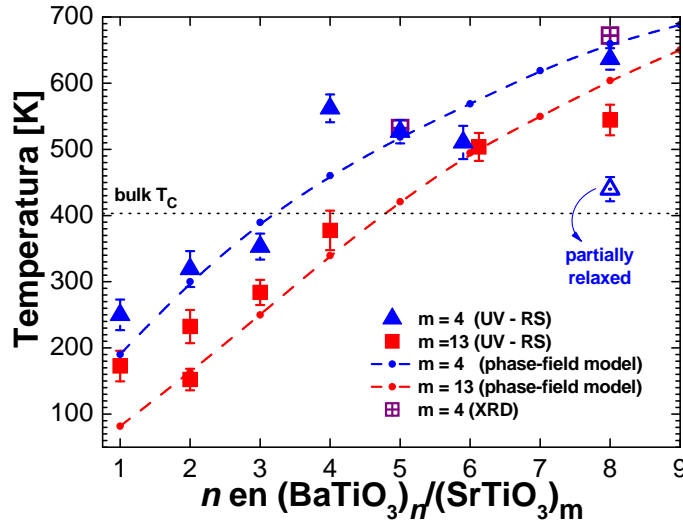 700
600
500
400
300
200
100
Temperatura [K]
bulk T_C
partially
relaxed
m = 4 (UV - RS)
m =13 (UV - RS)
m = 4 (phase-field model)
m = 13 (phase-field model)
m = 4 (XRD)
1 2 3 4 5 6 7 8 9
n en (BaTiO₃)ₙ/(SrTiO₃)ₘ